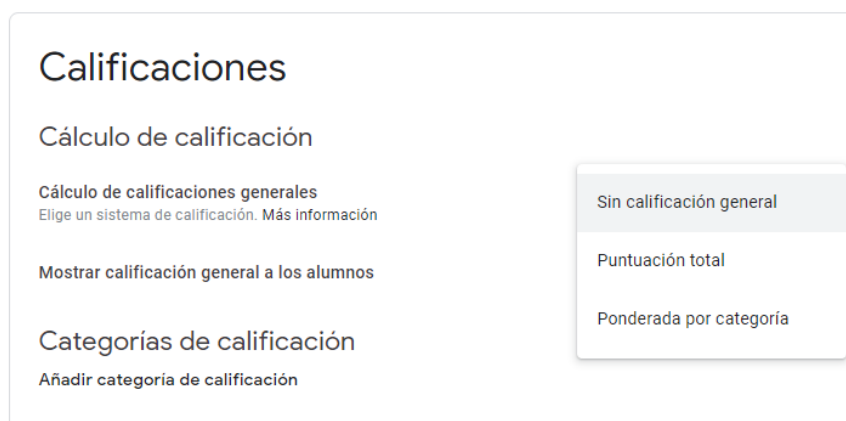 Calificaciones
Cálculo de calificación
Cálculo de calificaciones generales
Elige un sistema de calificación. Más información
Mostrar calificación general a los alumnos
Categorías de calificación
Añadir categoría de calificación
Sin calificación general
Puntuación total
Ponderada por categoría